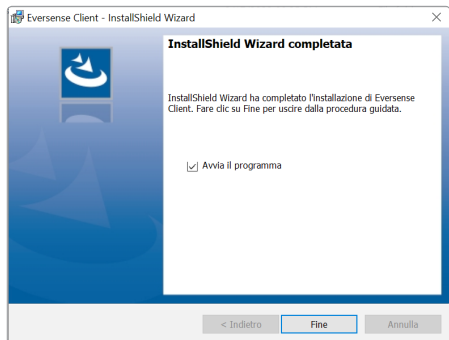 Eversense Client - InstallShield Wizard
InstallShield Wizard completata
InstallShield Wizard ha completato l'installazione di Eversense
Client. Fare clic su Fine per uscire dalla procedura guidata.
Avvia il programma
< Indietro
Fine
Annulla